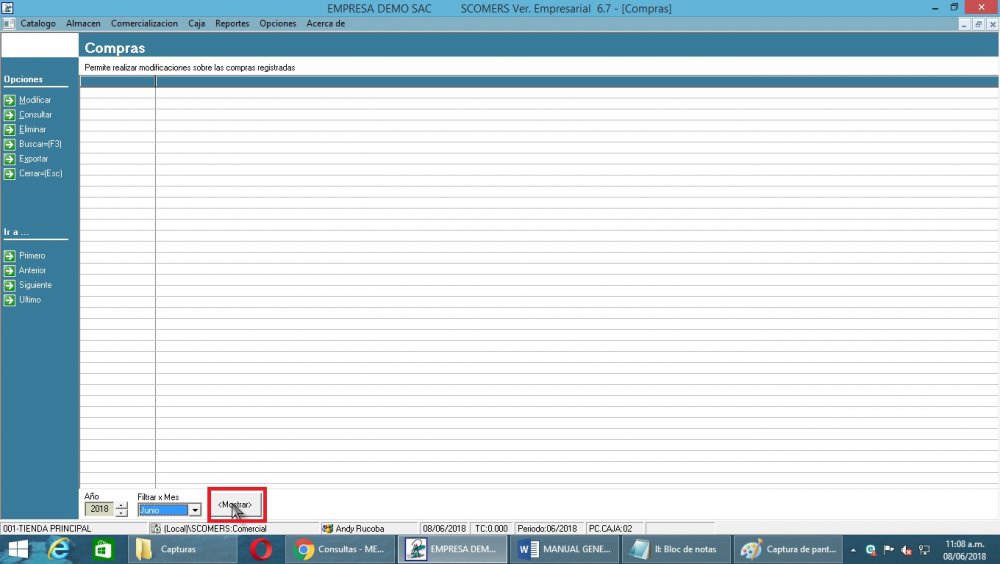 EMPRESA DEMO SAC SCOMERS Ver. Empresarial 6.7 - [Compras]
Catalogo Almacen Comercializacion Caja Reportes Opciones Acerca de
Compras
Permite realizar modificaciones sobre las compras registradas
Opciones
Modificar
Consultar
Eliminar
Buscar=(F3)
Exportar
Cerrar=(Esc)
Ir a ...
Primero
Anterior
Siguiente
Ultimo
Año Filtrar x Mes
2018 Junio <Mostrar>
001-TIENDA PRINCIPAL (Local)\SCOMERS:Comercial Andy Rucoba 08/06/2018 TC:0.000 Periodo:06/2018 PC.CAJA:02
Capturas Consultas - ME... EMPRESA DEM... MANUAL GENE... II: Bloc de notas Captura de pant... 11:08 a.m.
08/06/2018